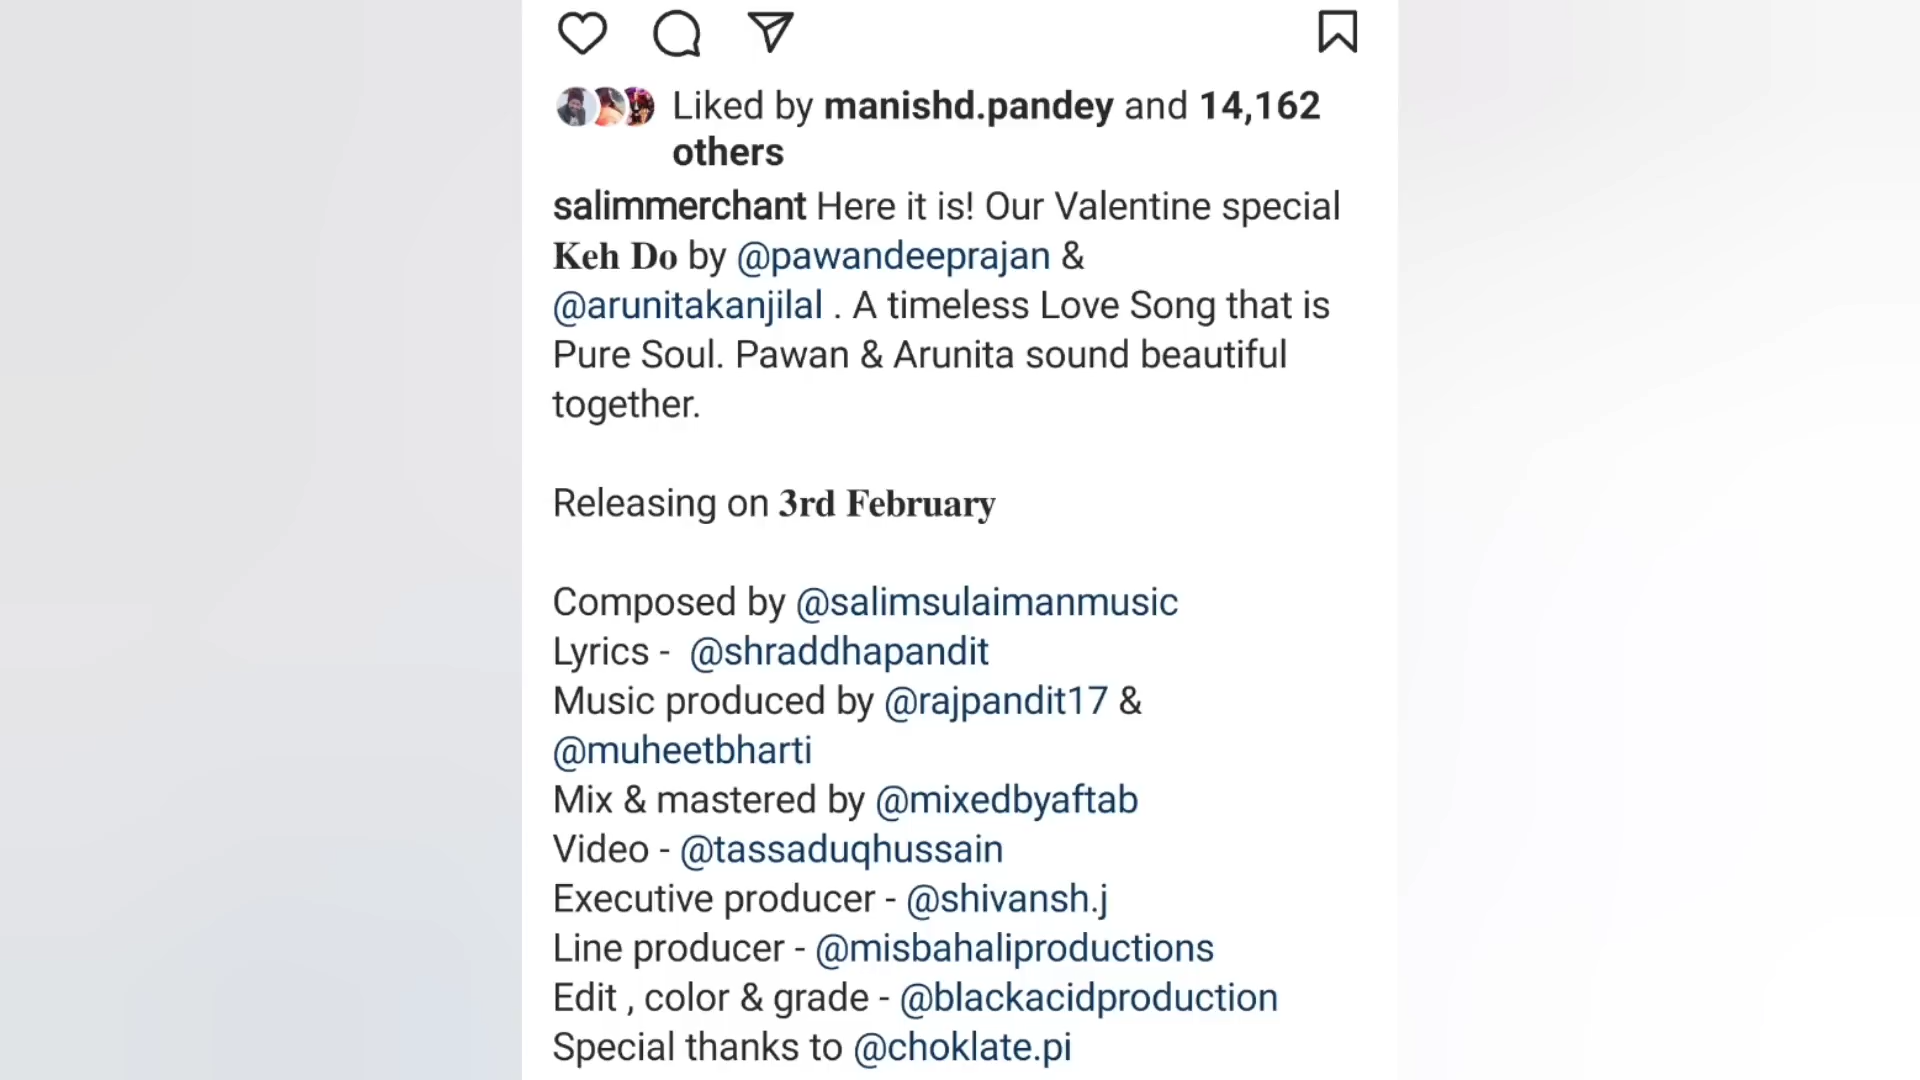 Liked by manishd.pandey and 14,162
others
salimmerchant Here it is! Our Valentine special
Keh Do by @pawandeeprajan &
@arunitakanjilal . A timeless Love Song that is
Pure Soul. Pawan & Arunita sound beautiful
together.
Releasing on 3rd February
Composed by @salimsulaimanmusic
Lyrics - @shraddhapandit
Music produced by @rajpandit17 &
@muheetbharti
Mix & mastered by @mixedbyaftab
Video - @tassaduqhussain
Executive producer - @shivansh.j
Line producer - @misbahaliproductions
Edit , color & grade - @blackacidproduction
Special thanks to @choklate.pi